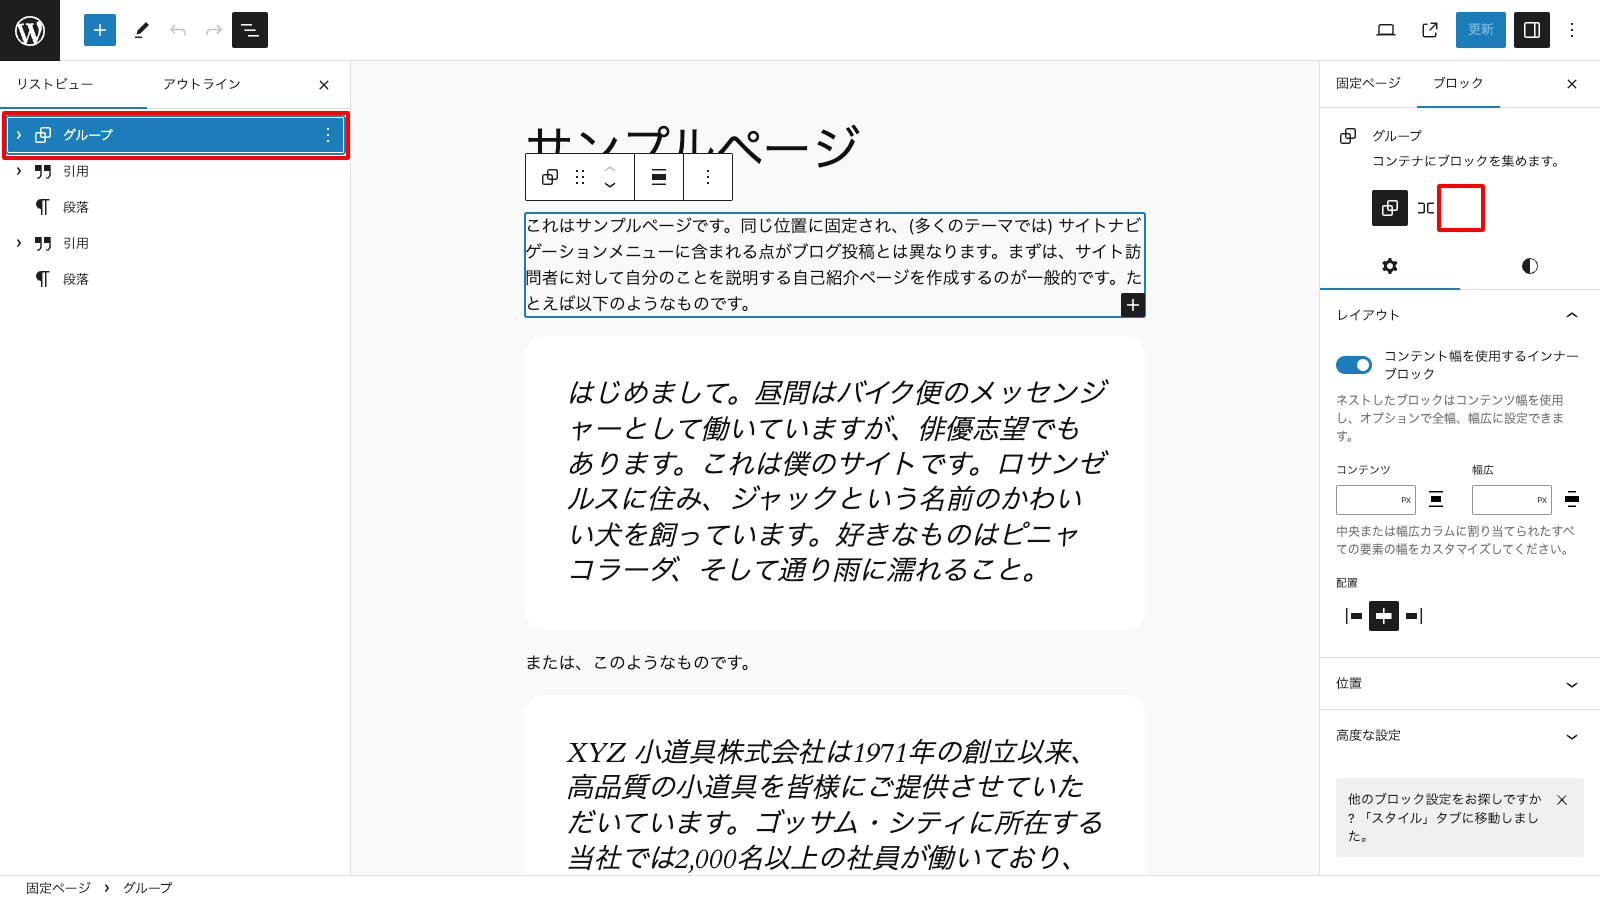 更新
リストビュー
アウトライン
グループ
引用
段落
引用
段落
サンプルページ
これはサンプルページです。同じ位置に固定され、(多くのテーマでは) サイトナビ
ゲーションメニューに含まれる点がブログ投稿とは異なります。まずは、サイト訪
問者に対して自分のことを説明する自己紹介ページを作成するのが一般的です。た
とえば以下のようなものです。
はじめまして。昼間はバイク便のメッセンジ
ャーとして働いていますが、俳優志望でも
あります。これは僕のサイトです。ロサンゼ
ルスに住み、ジャックという名前のかわい
い犬を飼っています。好きなものはピニャ
コラーダ、そして通り雨に濡れること。
または、このようなものです。
XYZ 小道具株式会社は1971年の創立以来、
高品質の小道具を皆様にご提供させていた
だいています。ゴッサム・シティに所在する
当社では2,000名以上の社員が働いており、
固定ページ
ブロック
グループ
コンテナにブロックを集めます。
レイアウト
コンテント幅を使用するインナー
ブロック
ネストしたブロックはコンテンツ幅を使用
し、オプションで全幅、幅広に設定できま
す。
コンテンツ
幅広
PX
PX
中央または幅広カラムに割り当てられたすべ
ての要素の幅をカスタマイズしてください。
配置
位置
高度な設定
他のブロック設定をお探しですか
? 「スタイル」タブに移動しまし
た。
固定ページ › グループ